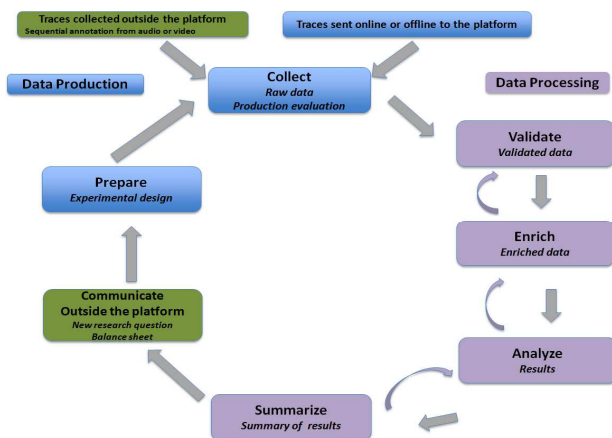 Traces collected outside the platform
Sequential annotation from audio or video
Traces sent online or offline to the platform
Data Production
Collect
Raw data
Production evaluation
Data Processing
Validate
Validated data
Prepare
Experimental design
Enrich
Enriched data
Communicate
Outside the platform
New research question
Balance sheet
Analyze
Results
Summarize
Summary of results